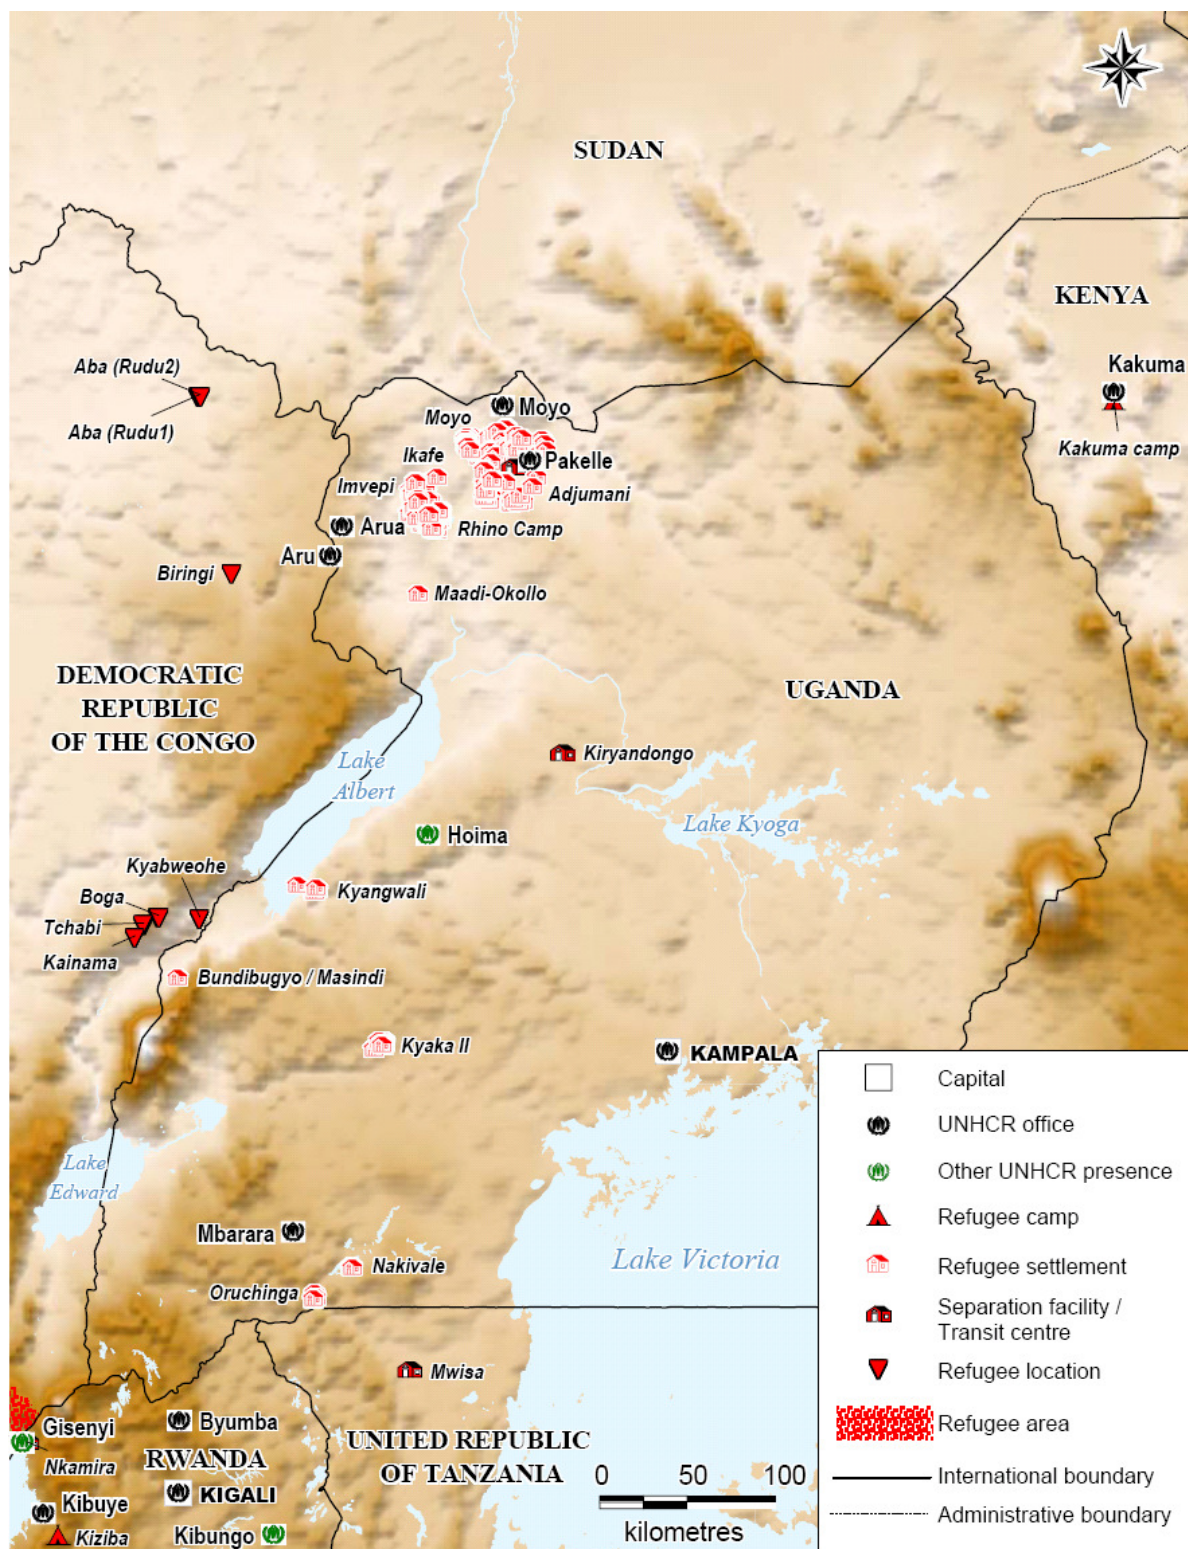 SUDAN
KENYA
Aba (Rudu2)
Kakuma
Moyo
Moyo
Aba (Rudu1)
Kakuma camp
Ikafe
Pakelle
Imvepi
Adjumani
Arua
Rhino Camp
Aru
Biringi
Maadi-Okollo
DEMOCRATIC
REPUBLIC
OF THE CONGO
UGANDA
Lake
Albert
Kiryandongo
Lake Kyoga
Hoima
Kyabweohe
Boga
Kyangwali
Tchabi
Kainama
Bundibugyo / Masindi
Kyaka II
KAMPALA
Lake
Edward
Mbarara
Lake Victoria
Nakivale
Oruchinga
Mwisa
Gisenyi
Byumba
UNITED REPUBLIC
OF TANZANIA
RWANDA
Nkamira
KIGALI
Kibuye
Kiziba
Kibungo
0 50 100
kilometres
Capital
UNHCR office
Other UNHCR presence
Refugee camp
Refugee settlement
Separation facility /
Transit centre
Refugee location
Refugee area
International boundary
Administrative boundary